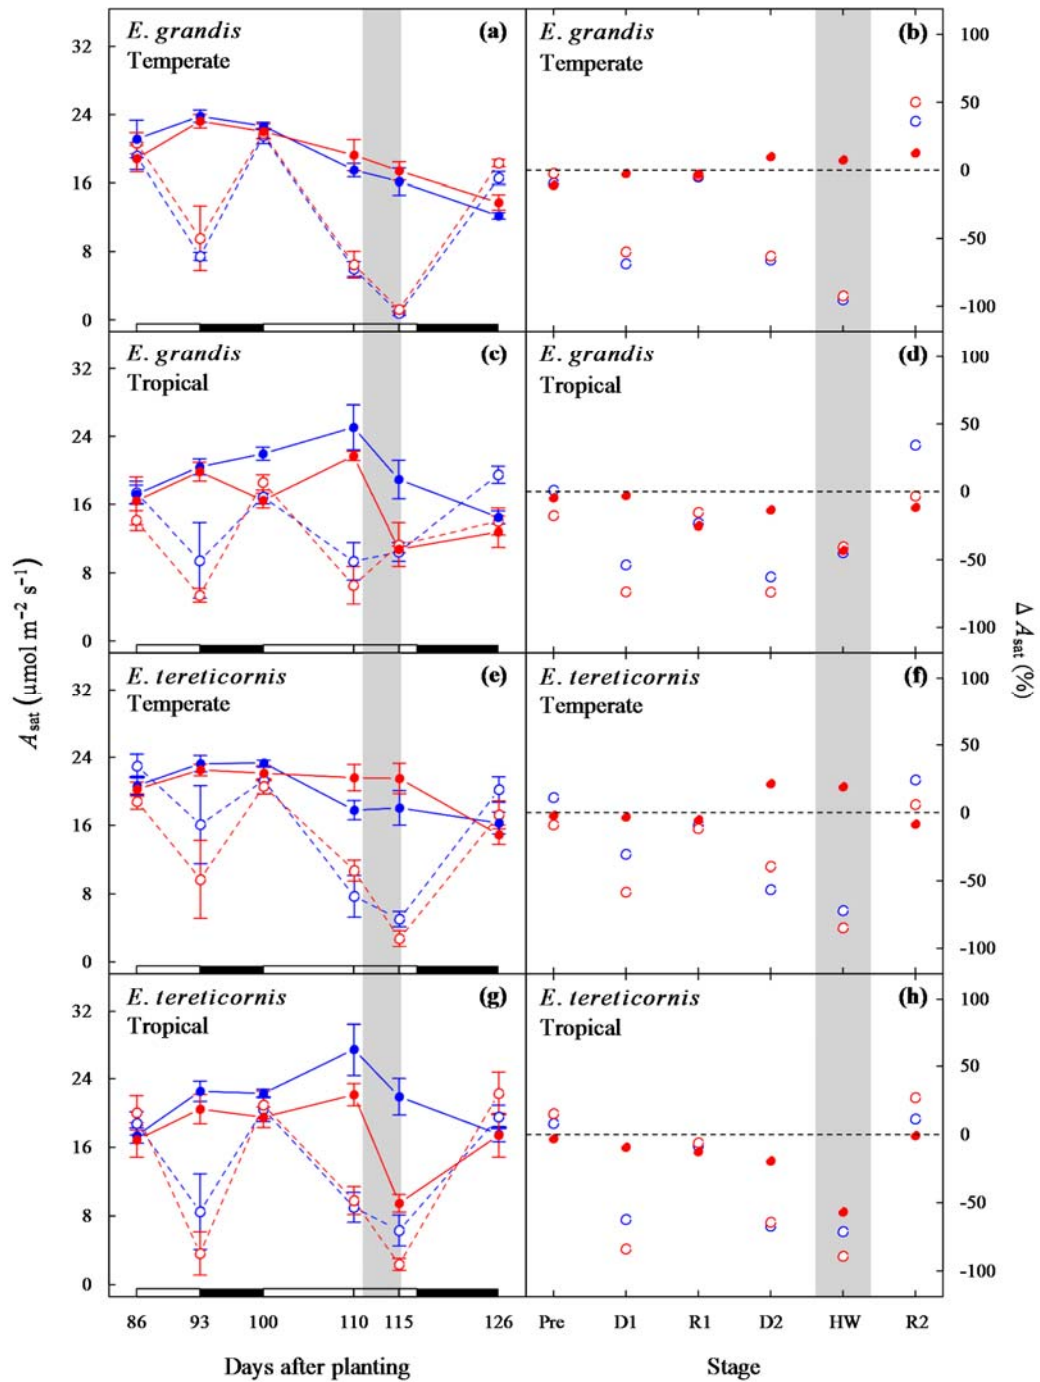 E. grandis
Temperate
(a)
E. grandis
Temperate
(b)
32
24
16
8
0
100
50
0
-50
-100
E. grandis
Tropical
(c)
E. grandis
Tropical
(d)
32
24
16
8
0
100
50
0
-50
-100
E. tereticornis
Temperate
(e)
E. tereticornis
Temperate
(f)
32
24
16
8
0
100
50
0
-50
-100
E. tereticornis
Tropical
(g)
E. tereticornis
Tropical
(h)
32
24
16
8
0
100
50
0
-50
-100
A sat (μmol m⁻² s⁻¹)
Δ A sat (%)
86 93 100 110 115 126
Pre D1 R1 D2 HW R2
Days after planting
Stage